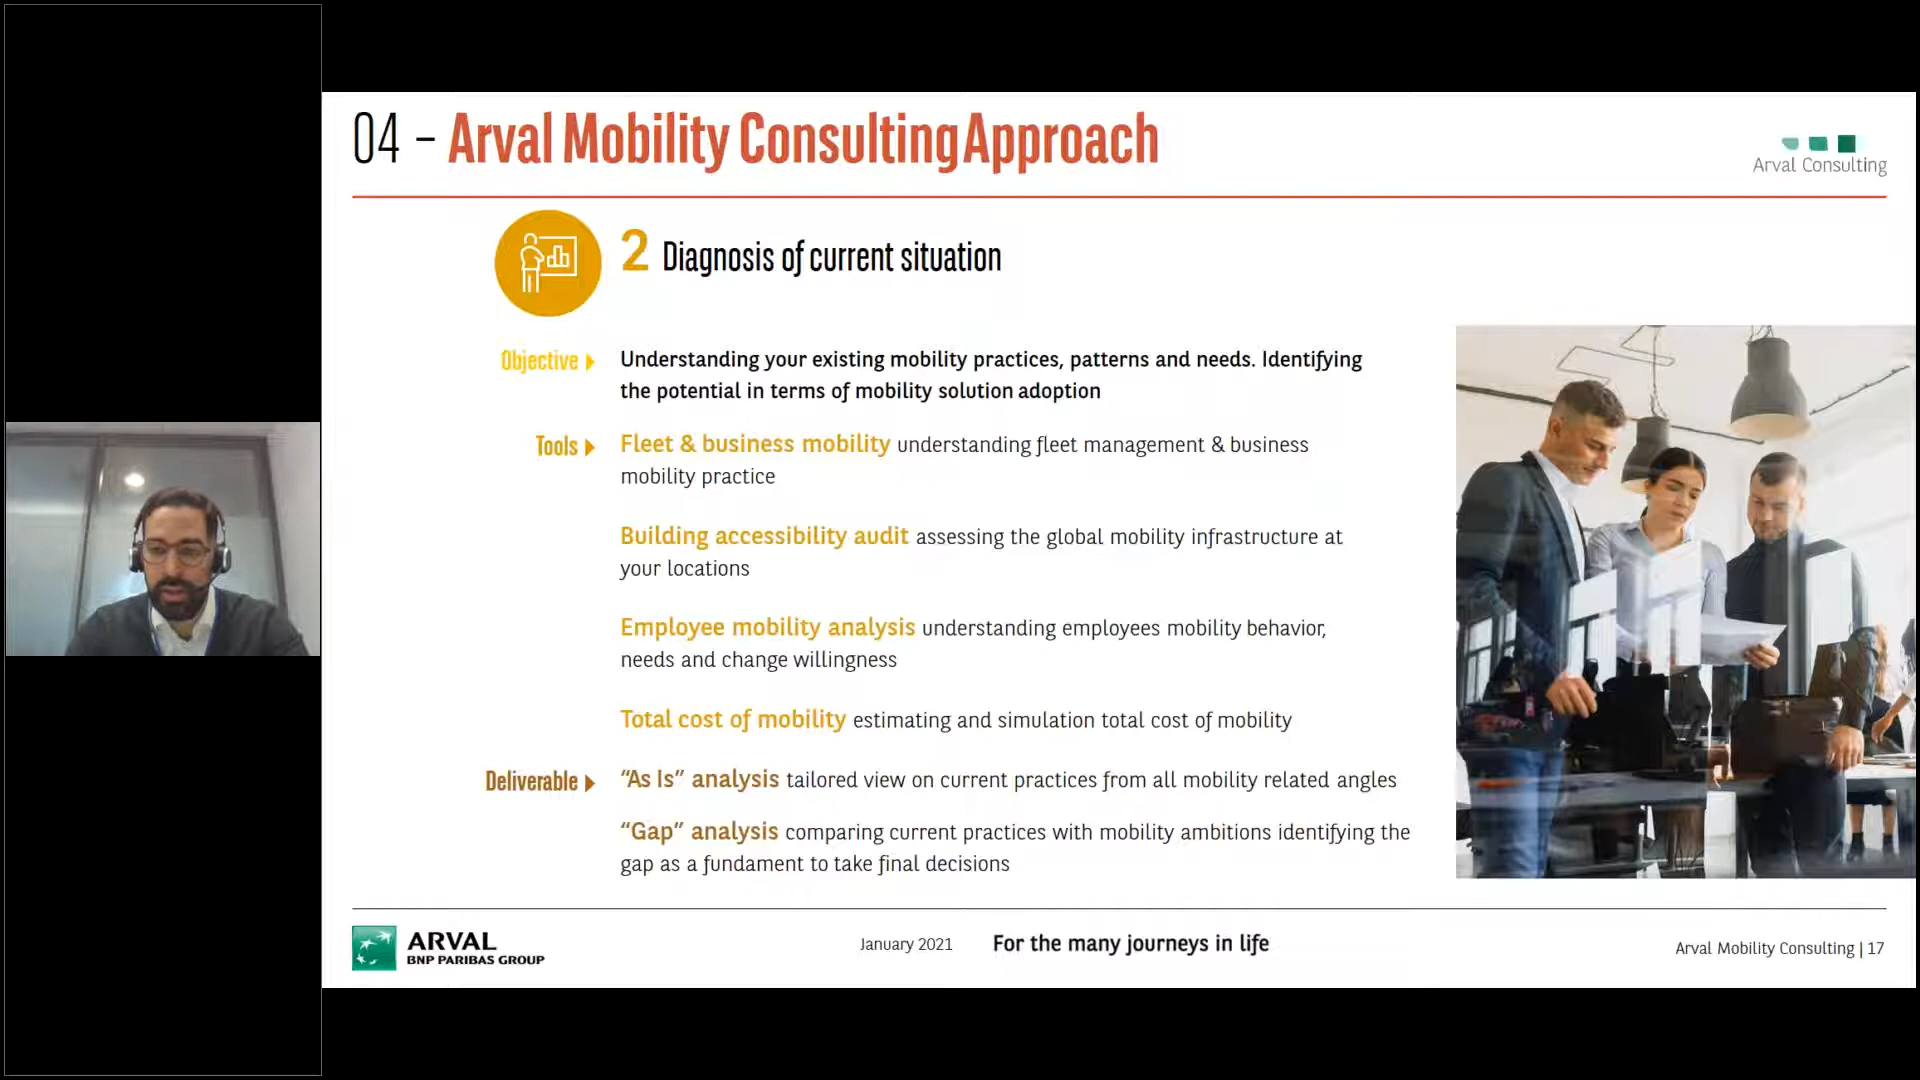 04 – Arval Mobility Consulting Approach
Arval Consulting
2 Diagnosis of current situation
Objective
Understanding your existing mobility practices, patterns and needs. Identifying
the potential in terms of mobility solution adoption
Tools
Fleet & business mobility understanding fleet management & business
mobility practice
Building accessibility audit assessing the global mobility infrastructure at
your locations
Employee mobility analysis understanding employees mobility behavior,
needs and change willingness
Total cost of mobility estimating and simulation total cost of mobility
Deliverable
“As Is” analysis tailored view on current practices from all mobility related angles
“Gap” analysis comparing current practices with mobility ambitions identifying the
gap as a fundament to take final decisions
ARVAL
BNP PARIBAS GROUP
January 2021
For the many journeys in life
Arval Mobility Consulting | 17